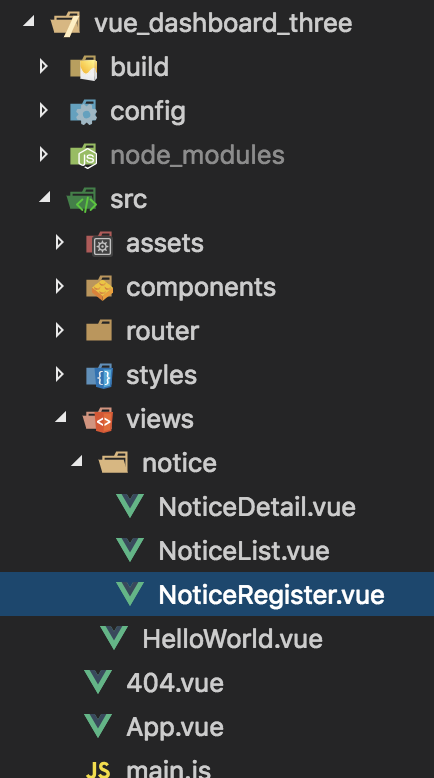 vue_dashboard_three
build
config
node_modules
src
assets
components
router
styles
views
notice
NoticeDetail.vue
NoticeList.vue
NoticeRegister.vue
HelloWorld.vue
404.vue
App.vue
JS main.js